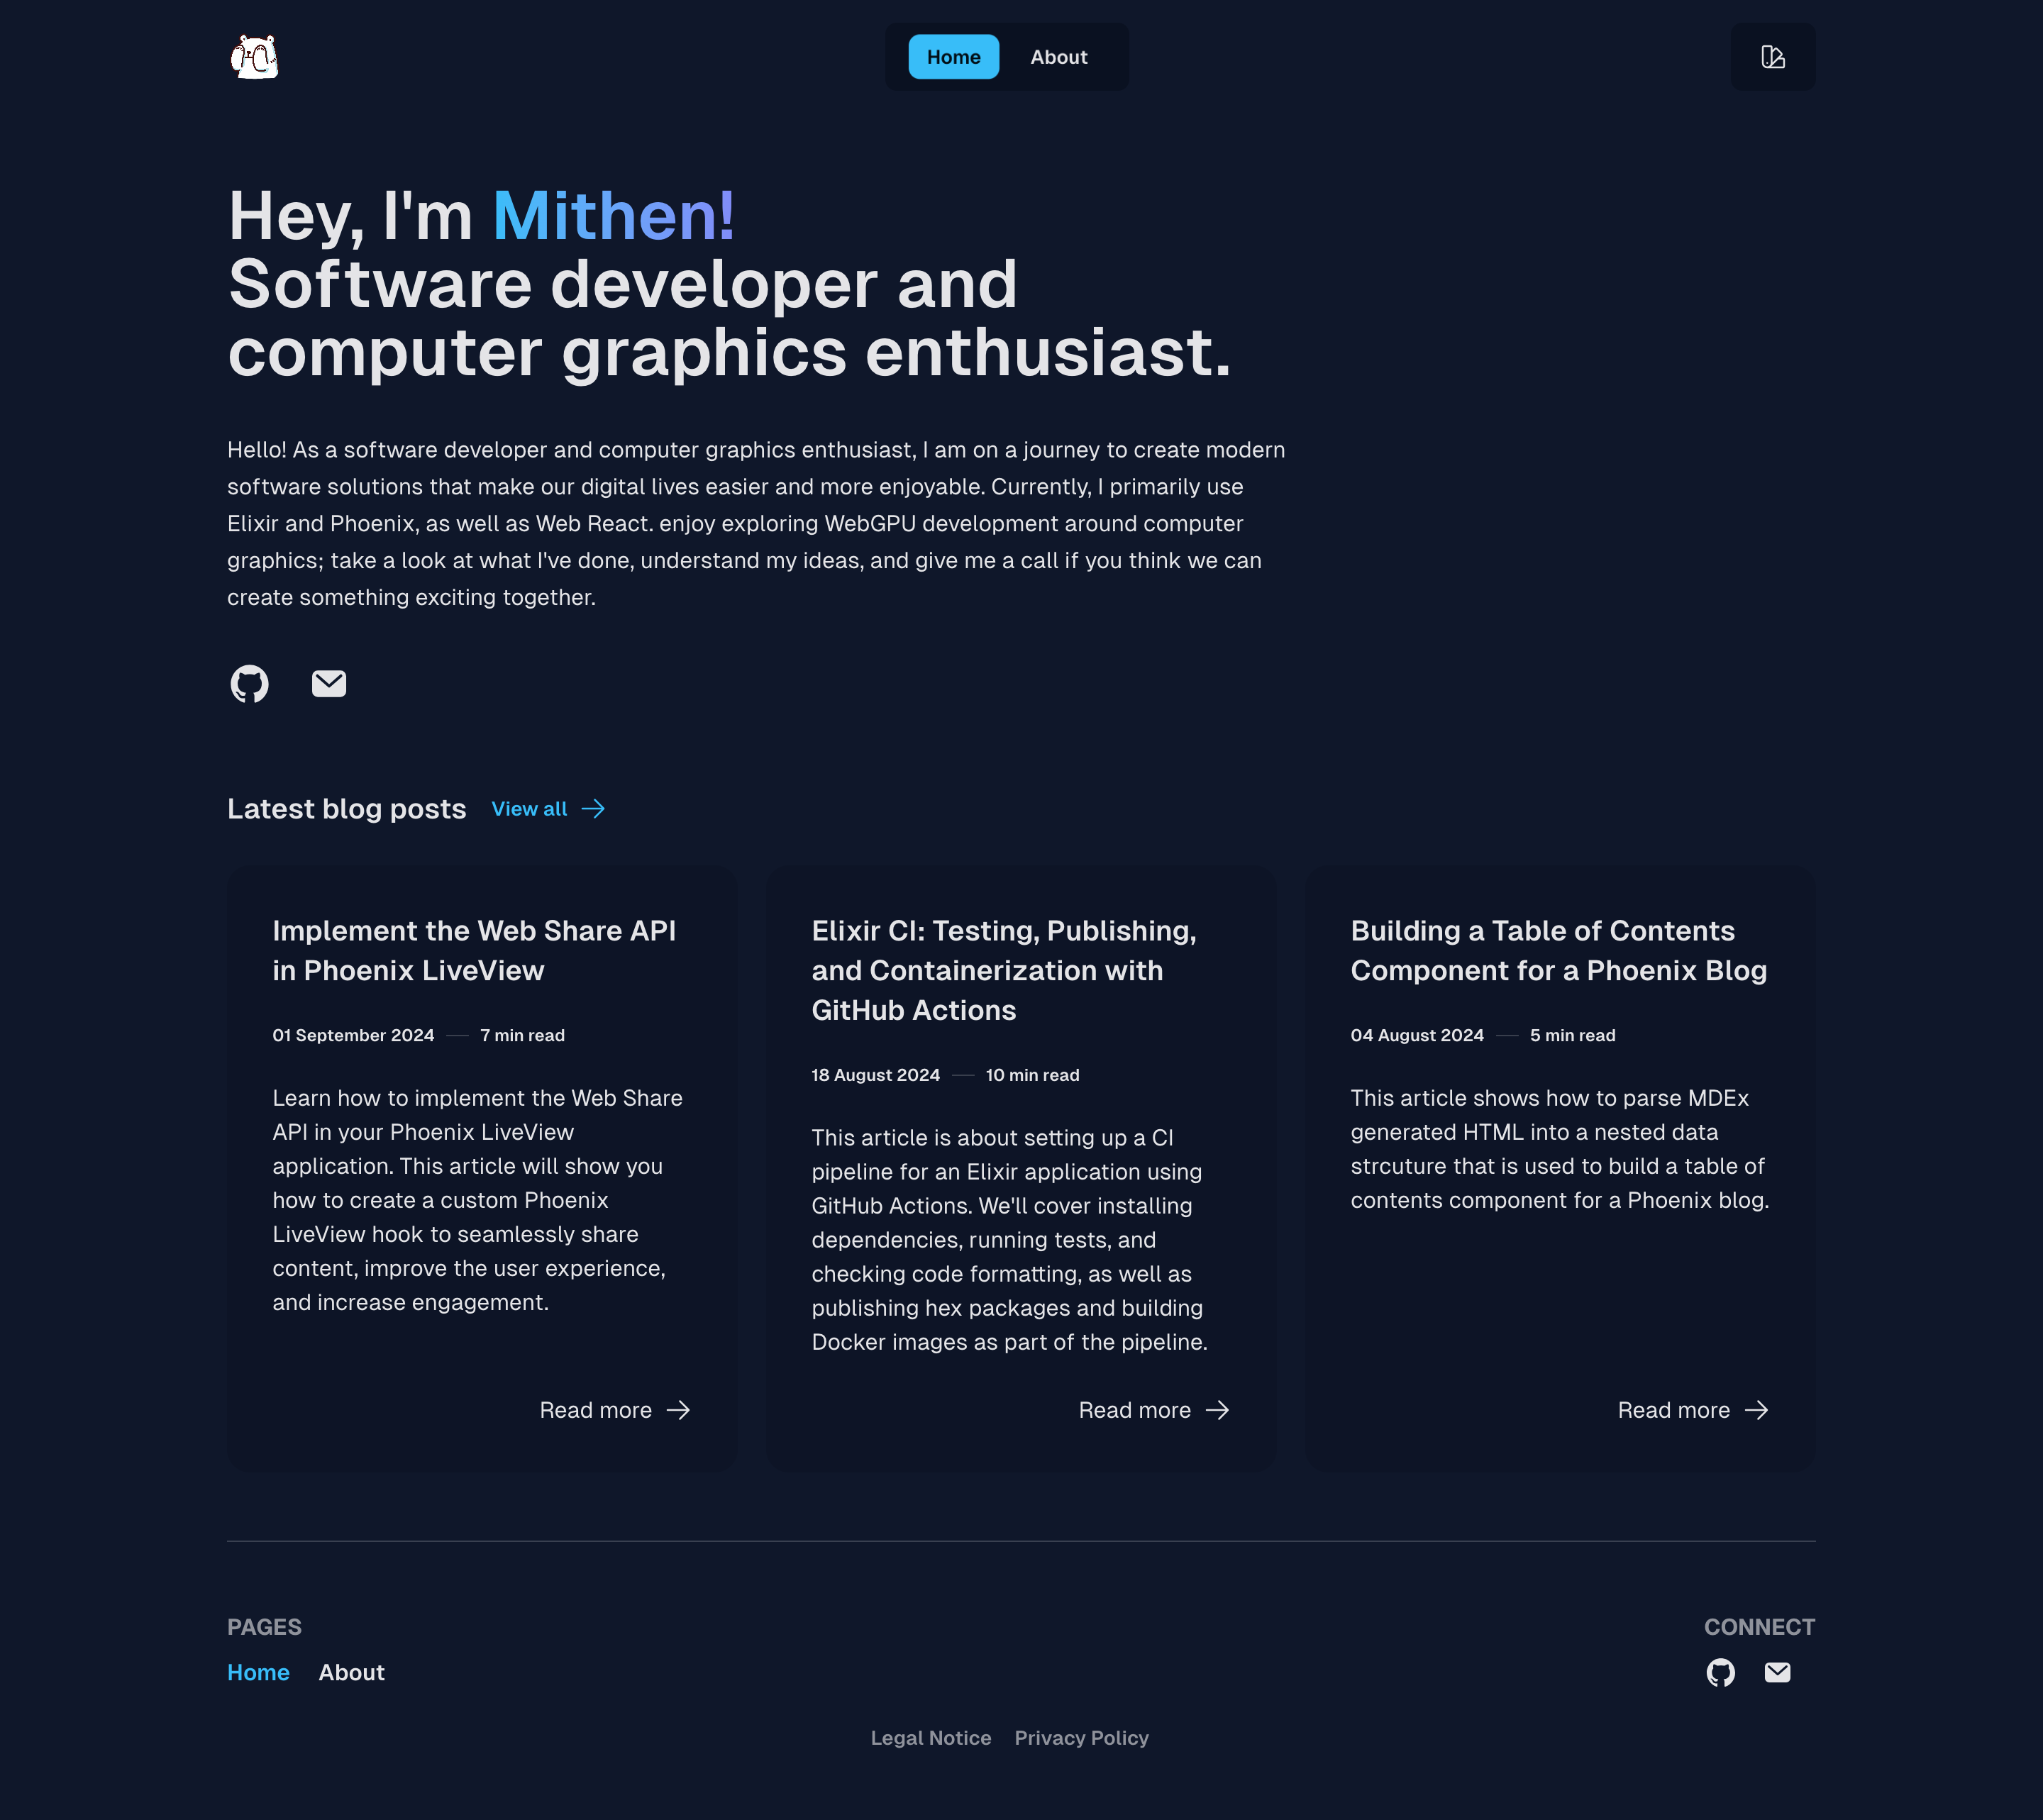 Home
About
Hey, I'm Mithen!
Software developer and
computer graphics enthusiast.
Hello! As a software developer and computer graphics enthusiast, I am on a journey to create modern
software solutions that make our digital lives easier and more enjoyable. Currently, I primarily use
Elixir and Phoenix, as well as Web React. enjoy exploring WebGPU development around computer
graphics; take a look at what I've done, understand my ideas, and give me a call if you think we can
create something exciting together.
Latest blog posts
View all
Implement the Web Share API
in Phoenix LiveView
01 September 2024 — 7 min read
Learn how to implement the Web Share
API in your Phoenix LiveView
application. This article will show you
how to create a custom Phoenix
LiveView hook to seamlessly share
content, improve the user experience,
and increase engagement.
Read more
Elixir CI: Testing, Publishing,
and Containerization with
GitHub Actions
18 August 2024 — 10 min read
This article is about setting up a CI
pipeline for an Elixir application using
GitHub Actions. We'll cover installing
dependencies, running tests, and
checking code formatting, as well as
publishing hex packages and building
Docker images as part of the pipeline.
Read more
Building a Table of Contents
Component for a Phoenix Blog
04 August 2024 — 5 min read
This article shows how to parse MDEx
generated HTML into a nested data
strcuture that is used to build a table of
contents component for a Phoenix blog.
Read more
PAGES
Home
About
CONNECT
Legal Notice
Privacy Policy